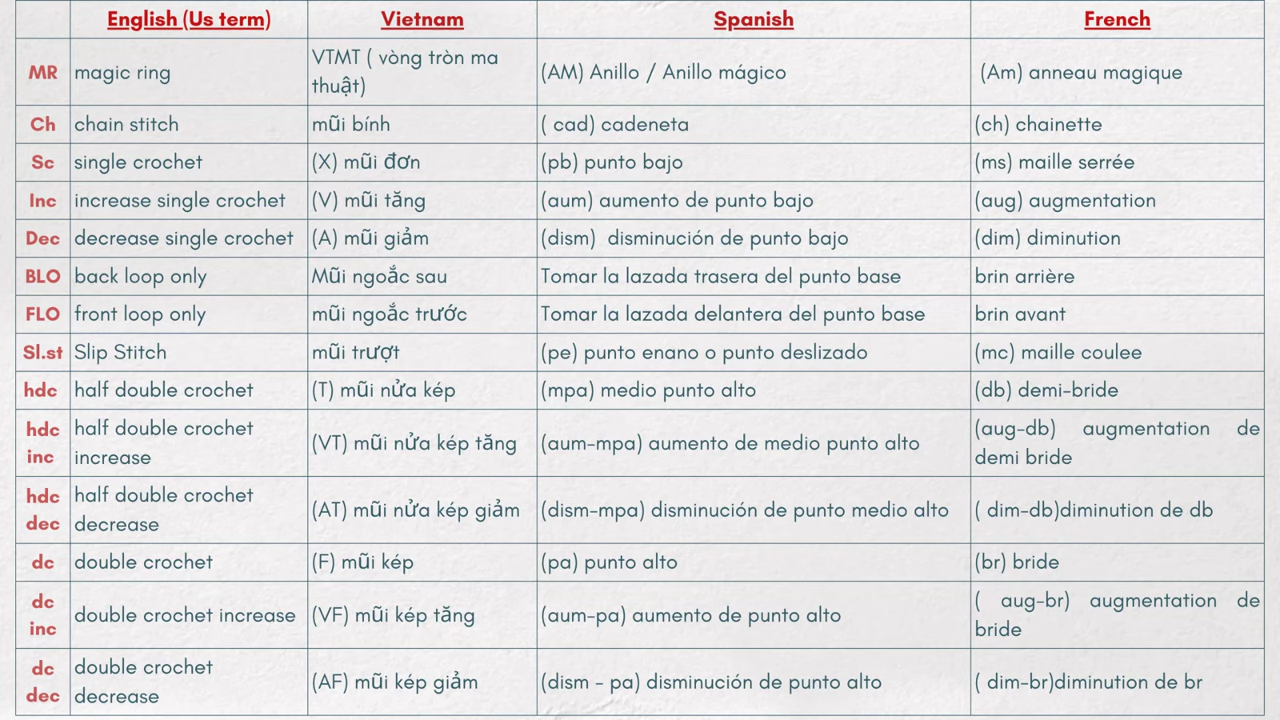 English (Us term) Vietnam Spanish French
MR magic ring VTMT ( vòng tròn ma thuật) (AM) Anillo / Anillo mágico (Am) anneau magique
Ch chain stitch mũi bính (cad) cadeneta (ch) chainette
Sc single crochet (X) mũi đơn (pb) punto bajo (ms) maille serrée
Inc increase single crochet (V) mũi tăng (aum) aumento de punto bajo (aug) augmentation
Dec decrease single crochet (A) mũi giảm (dism) disminución de punto bajo (dim) diminution
BLO back loop only Mũi ngoắc sau Tomar la lazada trasera del punto base brin arrière
FLO front loop only mũi ngoắc trước Tomar la lazada delantera del punto base brin avant
Sl.st Slip Stitch mũi trượt (pe) punto enano o punto deslizado (mc) maille coulee
hdc half double crochet (T) mũi nửa kép (mpa) medio punto alto (db) demi-bride
hdc inc half double crochet increase (VT) mũi nửa kép tăng (aum-mpa) aumento de medio punto alto (aug-db) augmentation de demi bride
hdc dec half double crochet decrease (AT) mũi nửa kép giảm (dism-mpa) disminución de punto medio alto ( dim-db)diminution de db
dc double crochet (F) mũi kép (pa) punto alto (br) bride
dc inc double crochet increase (VF) mũi kép tăng (aum-pa) aumento de punto alto ( aug-br) augmentation de bride
dc dec double crochet decrease (AF) mũi kép giảm (dism - pa) disminución de punto alto ( dim-br)diminution de br